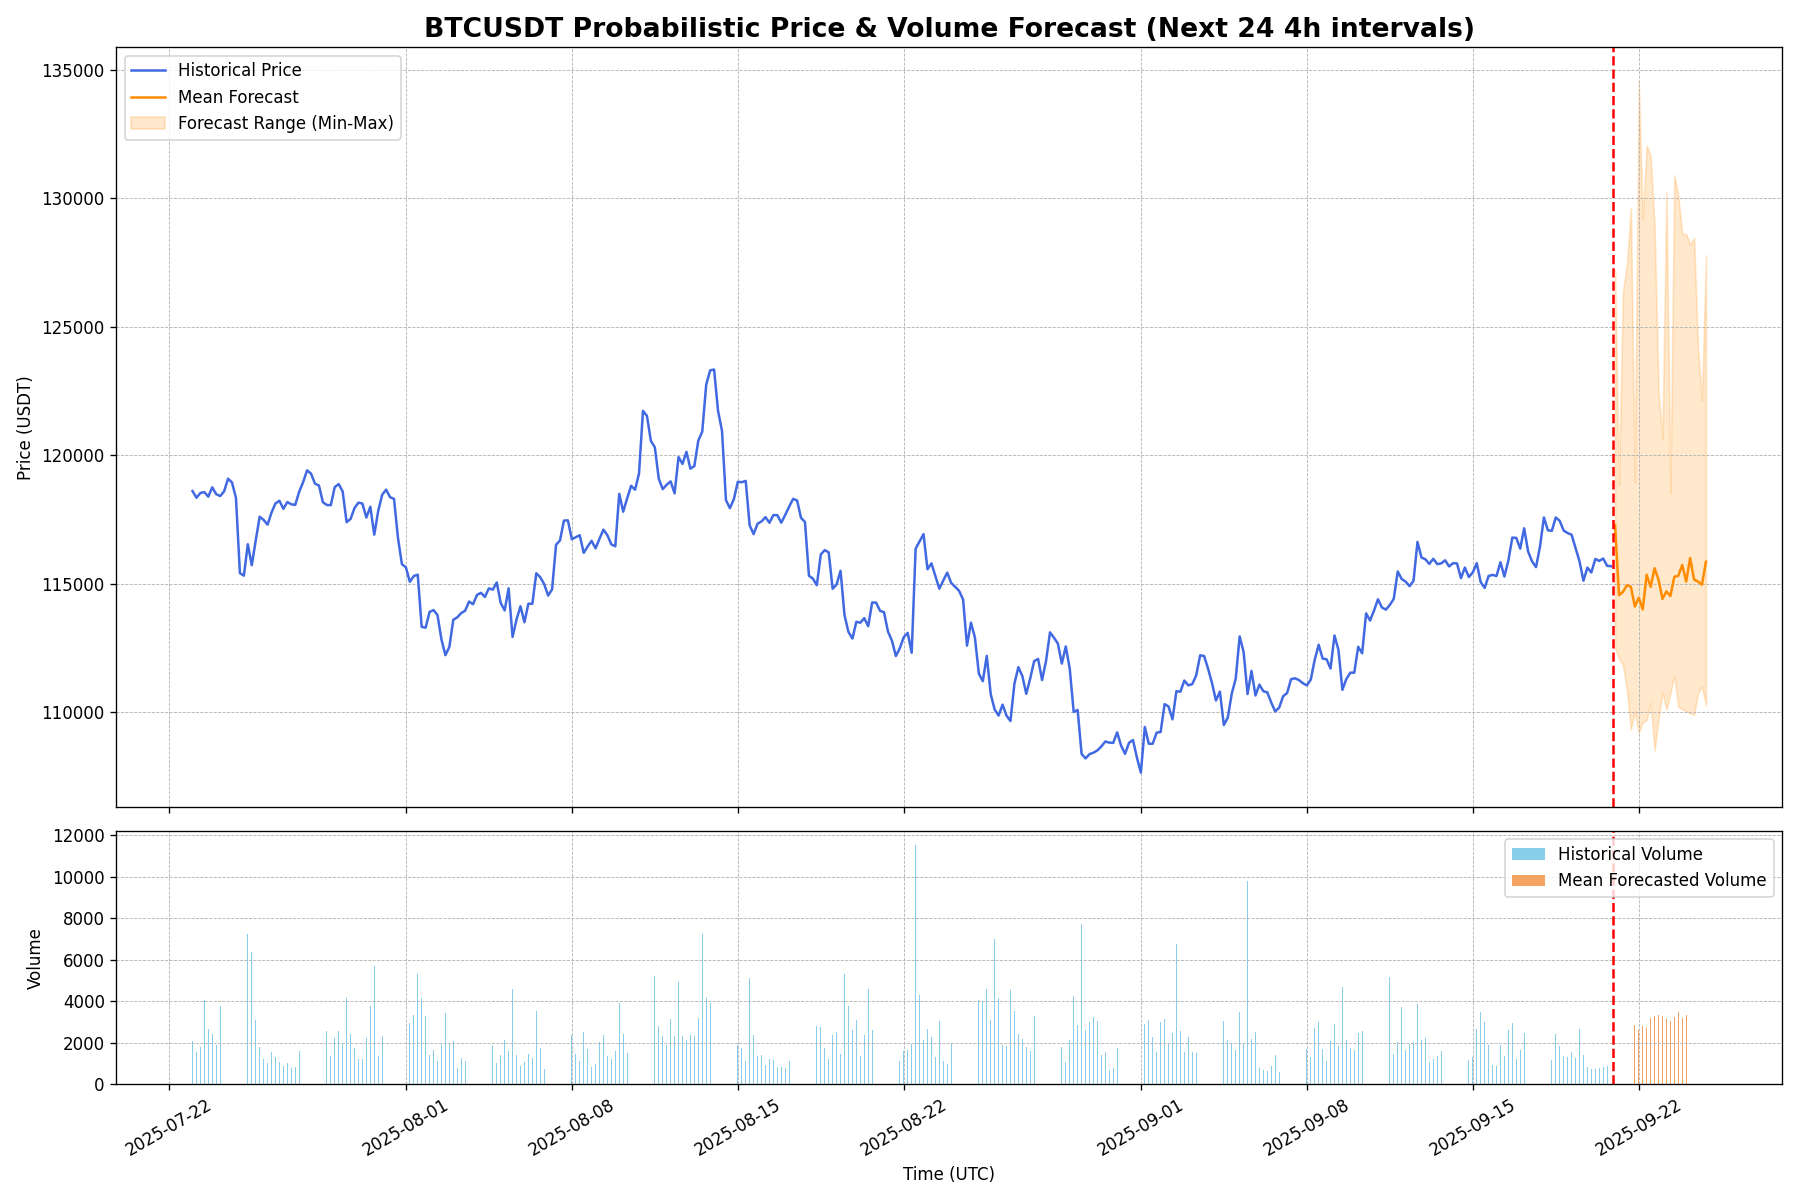 BTCUSDT Probabilistic Price & Volume Forecast (Next 24 4h intervals)
Historical Price
Mean Forecast
Forecast Range (Min-Max)
135000
130000
125000
120000
115000
110000
Price (USDT)
Historical Volume
Mean Forecasted Volume
12000
10000
8000
6000
4000
2000
0
Volume
2025-07-22
2025-08-01
2025-08-08
2025-08-15
2025-08-22
2025-09-01
2025-09-08
2025-09-15
2025-09-22
Time (UTC)